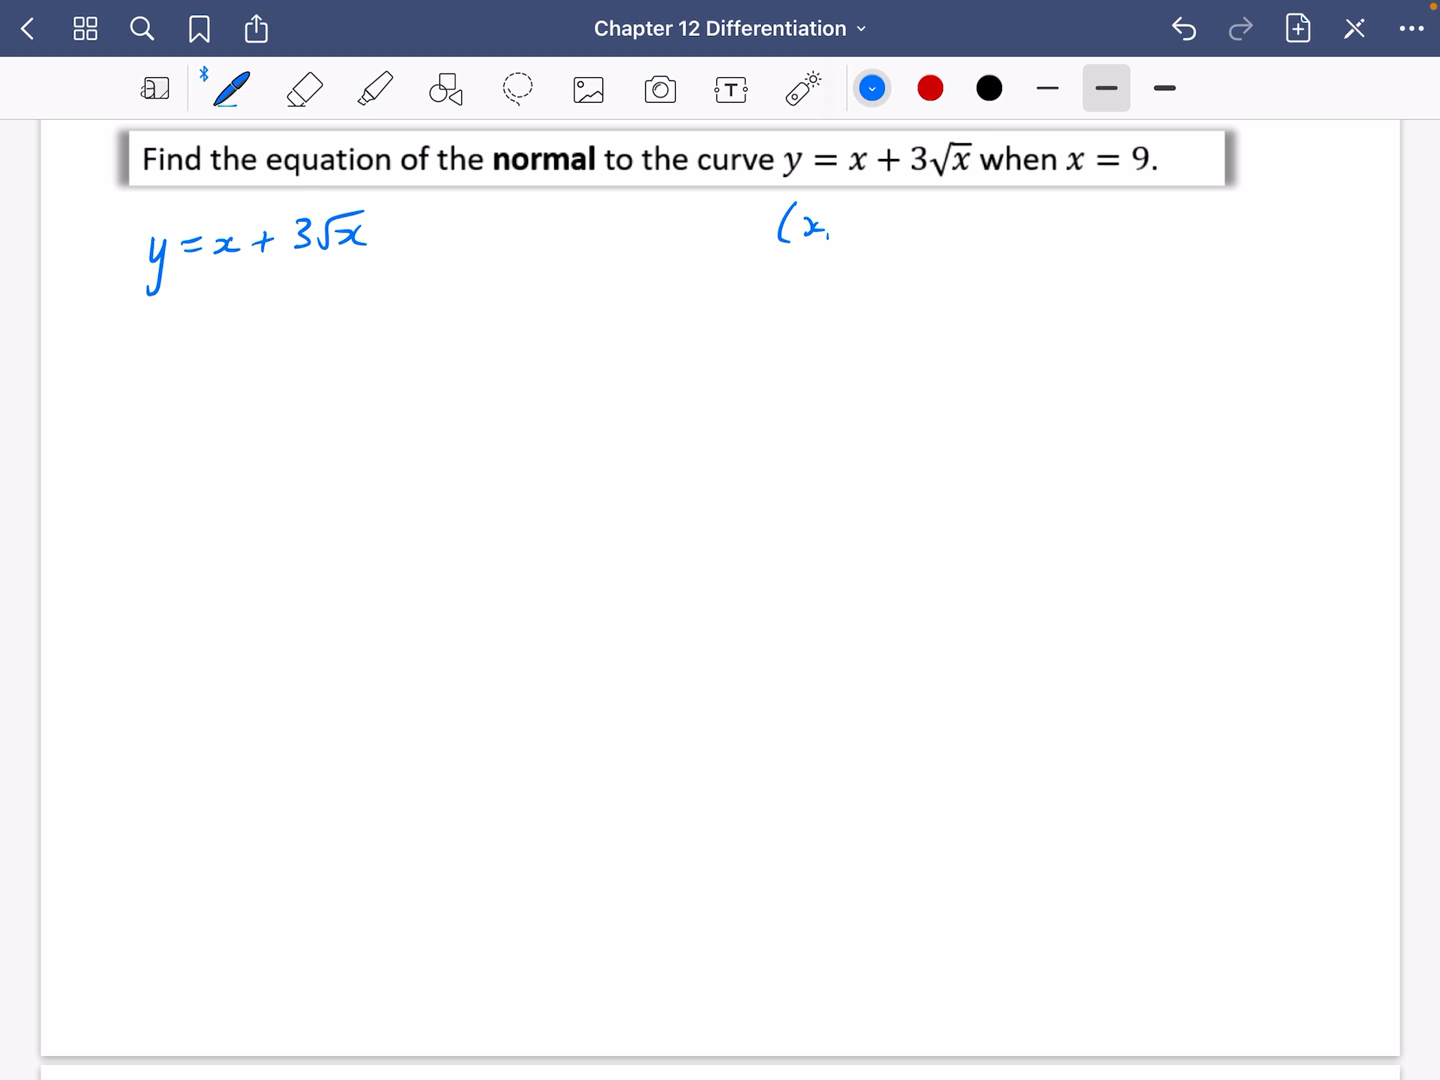 Chapter 12 Differentiation
Find the equation of the normal to the curve y = x + 3√x when x = 9.
y = x + 3√x
(x,